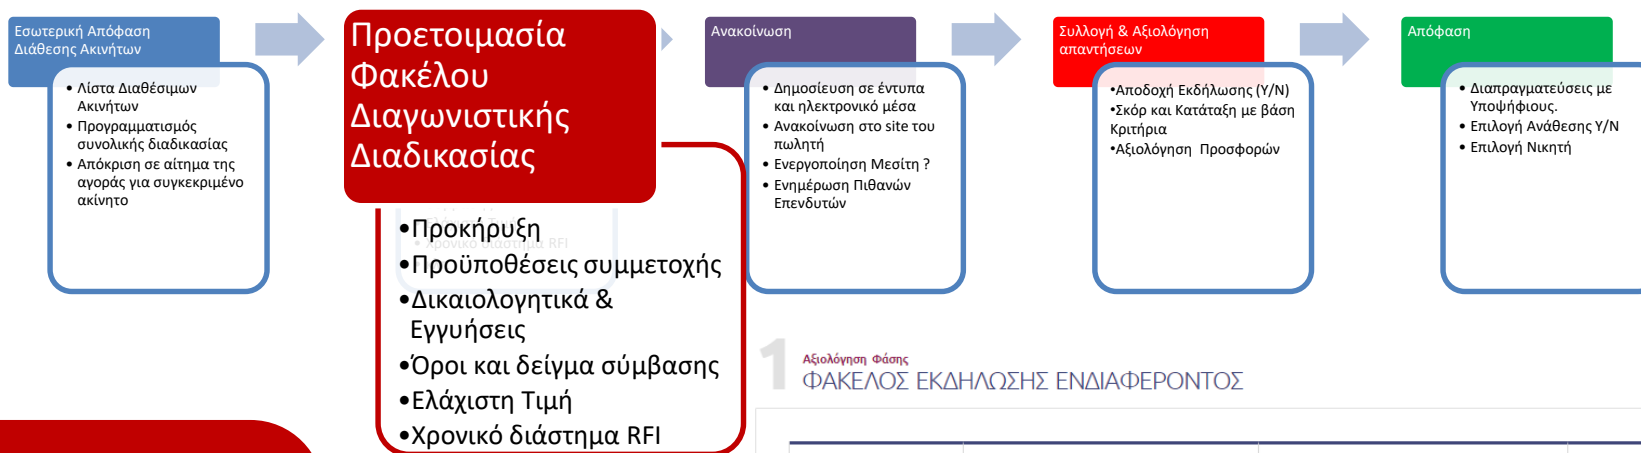 Εσωτερική Απόφαση
Διάθεσης Ακινήτων
• Λίστα Διαθέσιμων
Ακινήτων
• Προγραμματισμός
συνολικής διαδικασίας
• Απόκριση σε αίτημα της
αγοράς για συγκεκριμένο
ακίνητο
Προετοιμασία
Φακέλου
Διαγωνιστικής
Διαδικασίας
•Προκήρυξη
•Προϋποθέσεις συμμετοχής
•Δικαιολογητικά &
Εγγυήσεις
•Όροι και δείγμα σύμβασης
•Ελάχιστη Τιμή
•Χρονικό διάστημα RFI
• Χρονικό διάστημα RFI
Ανακοίνωση
• Δημοσίευση σε έντυπα
και ηλεκτρονικό μέσα
• Ανακοίνωση στο site του
πωλητή
• Ενεργοποίηση Μεσίτη ?
• Ενημέρωση Πιθανών
Επενδυτών
Συλλογή & Αξιολόγηση
απαντήσεων
•Αποδοχή Εκδήλωσης (Y/N)
•Σκόρ και Κατάταξη με βάση
Κριτήρια
•Αξιολόγηση Προσφορών
Απόφαση
• Διαπραγματεύσεις με
Υποψήφιους.
• Επιλογή Ανάθεσης Y/N
• Επιλογή Νικητή
1
Αξιολόγηση Φάσης
ΦΑΚΕΛΟΣ ΕΚΔΗΛΩΣΗΣ ΕΝΔΙΑΦΕΡΟΝΤΟΣ